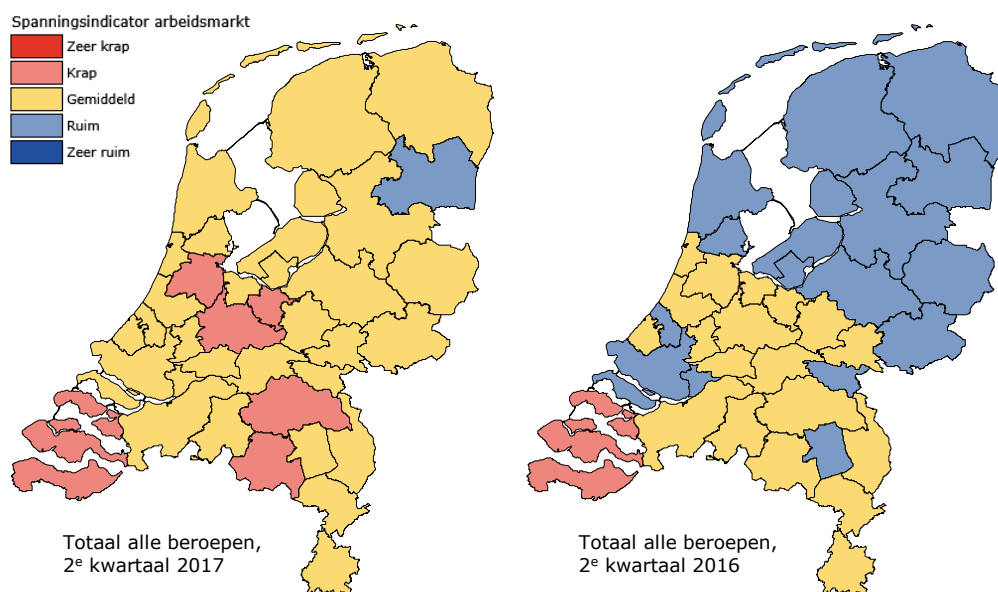 Spanningsindicator arbeidsmarkt
Zeer krap
Krap
Gemiddeld
Ruim
Zeer ruim
Totaal alle beroepen,
2e kwartaal 2017
Totaal alle beroepen,
2e kwartaal 2016